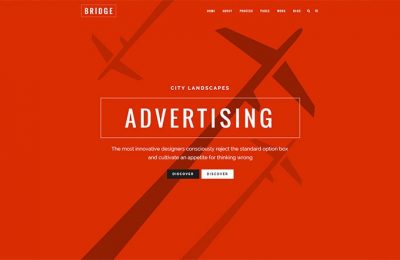 BRIDGE
HOME ABOUT PROCESS PAGES WORK BLOG
CITY LANDSCAPES
ADVERTISING
The most innovative designers consciously reject the standard option box
and cultivate an appetite for thinking wrong
DISCOVER DISCOVER